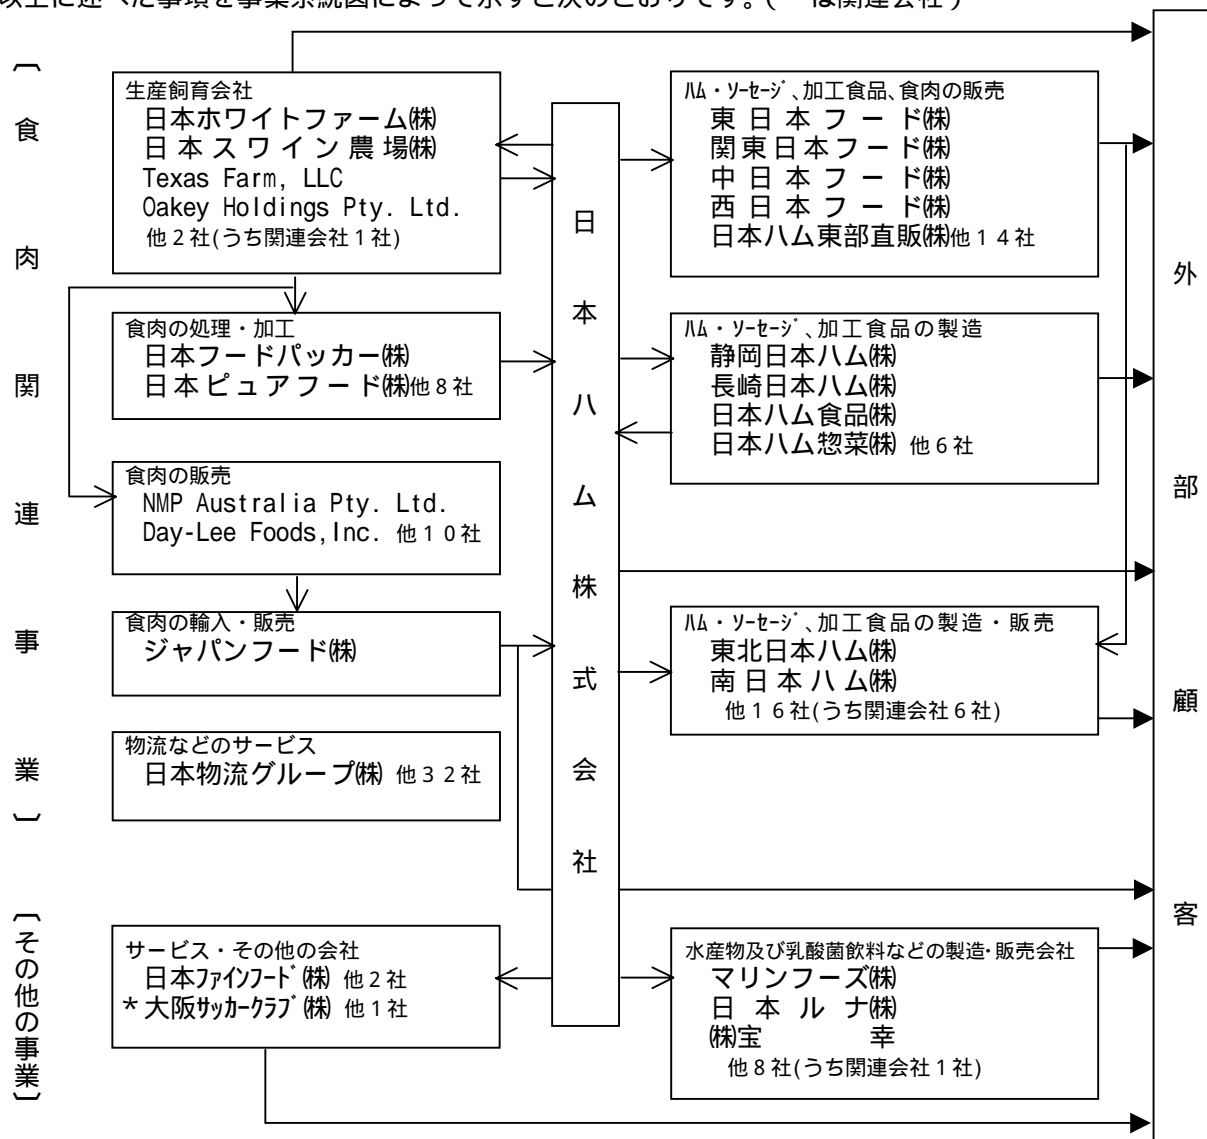 以上に述べた事項を事業系統図によって示すと次のとおりです。(* は関連会社)
〔食肉関連事業〕
生産飼育会社
日本ホワイトファーム㈱
日本スワイン農場㈱
Texas Farm, LLC
Oakey Holdings Pty. Ltd.
他2社(うち関連会社1社)
食肉の処理・加工
日本フードパッカー㈱
日本ピュアフード㈱他8社
食肉の販売
NMP Australia Pty. Ltd.
Day-Lee Foods,Inc. 他10社
食肉の輸入・販売
ジャパンフード㈱
物流などのサービス
日本物流グループ㈱ 他32社
〔その他の事業〕
サービス・その他の会社
日本ﾌｧｲﾝﾌｰﾄﾞ㈱ 他2社
*大阪ｻｯｶｰｸﾗﾌﾞ㈱ 他1社
日本ハム株式会社
ﾊﾑ・ｿｰｾｰｼﾞ、加工食品、食肉の販売
東日本フード㈱
関東日本フード㈱
中日本フード㈱
西日本フード㈱
日本ハム東部直販㈱他14社
ﾊﾑ・ｿｰｾｰｼﾞ、加工食品の製造
静岡日本ハム㈱
長崎日本ハム㈱
日本ハム食品㈱
日本ハム惣菜㈱ 他6社
ﾊﾑ・ｿｰｾｰｼﾞ、加工食品の製造・販売
東北日本ハム㈱
南日本ハム㈱
他16社(うち関連会社6社)
水産物及び乳酸菌飲料などの製造・販売会社
マリンフーズ㈱
日本ルナ㈱
㈱宝幸
他8社(うち関連会社1社)
外部顧客